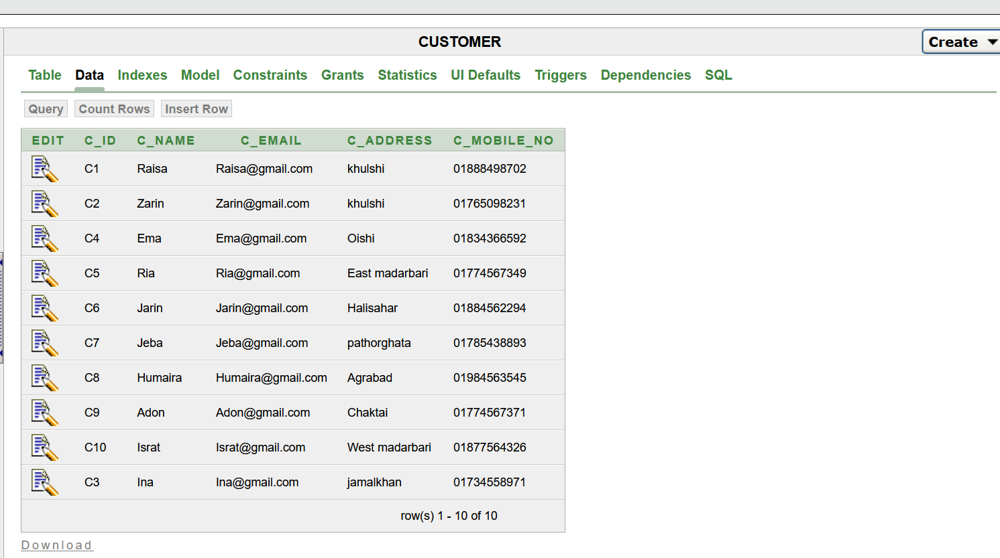 CUSTOMER
Create
Table Data Indexes Model Constraints Grants Statistics UI Defaults Triggers Dependencies SQL
Query Count Rows Insert Row
EDIT C_ID C_NAME C_EMAIL C_ADDRESS C_MOBILE_NO
C1 Raisa Raisa@gmail.com khulshi 01888498702
C2 Zarin Zarin@gmail.com khulshi 01765098231
C4 Ema Ema@gmail.com Oishi 01834366592
C5 Ria Ria@gmail.com East madarbari 01774567349
C6 Jarin Jarin@gmail.com Halisahar 01884562294
C7 Jeba Jeba@gmail.com pathorghata 01785438893
C8 Humaira Humaira@gmail.com Agrabad 01984563545
C9 Adon Adon@gmail.com Chaktai 01774567371
C10 Israt Israt@gmail.com West madarbari 01877564326
C3 Ina Ina@gmail.com jamalkhan 01734558971
row(s) 1 - 10 of 10
Download